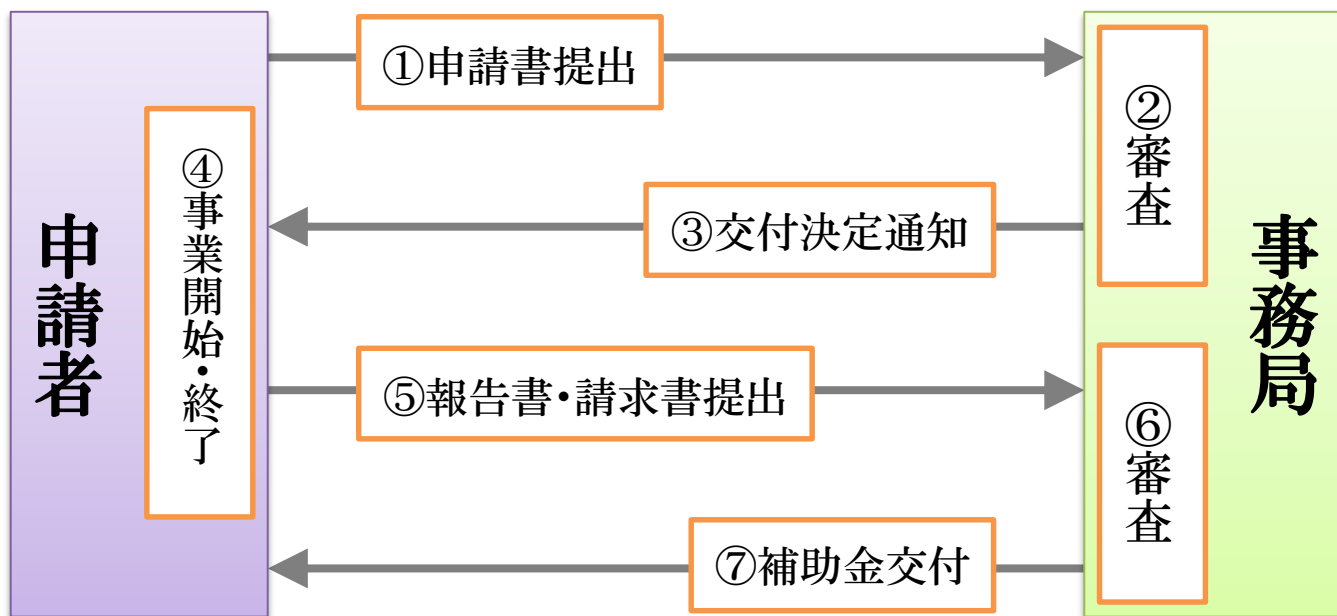 申請者
事務局
①申請書提出
②審査
③交付決定通知
④事業開始・終了
⑤報告書・請求書提出
⑥審査
⑦補助金交付